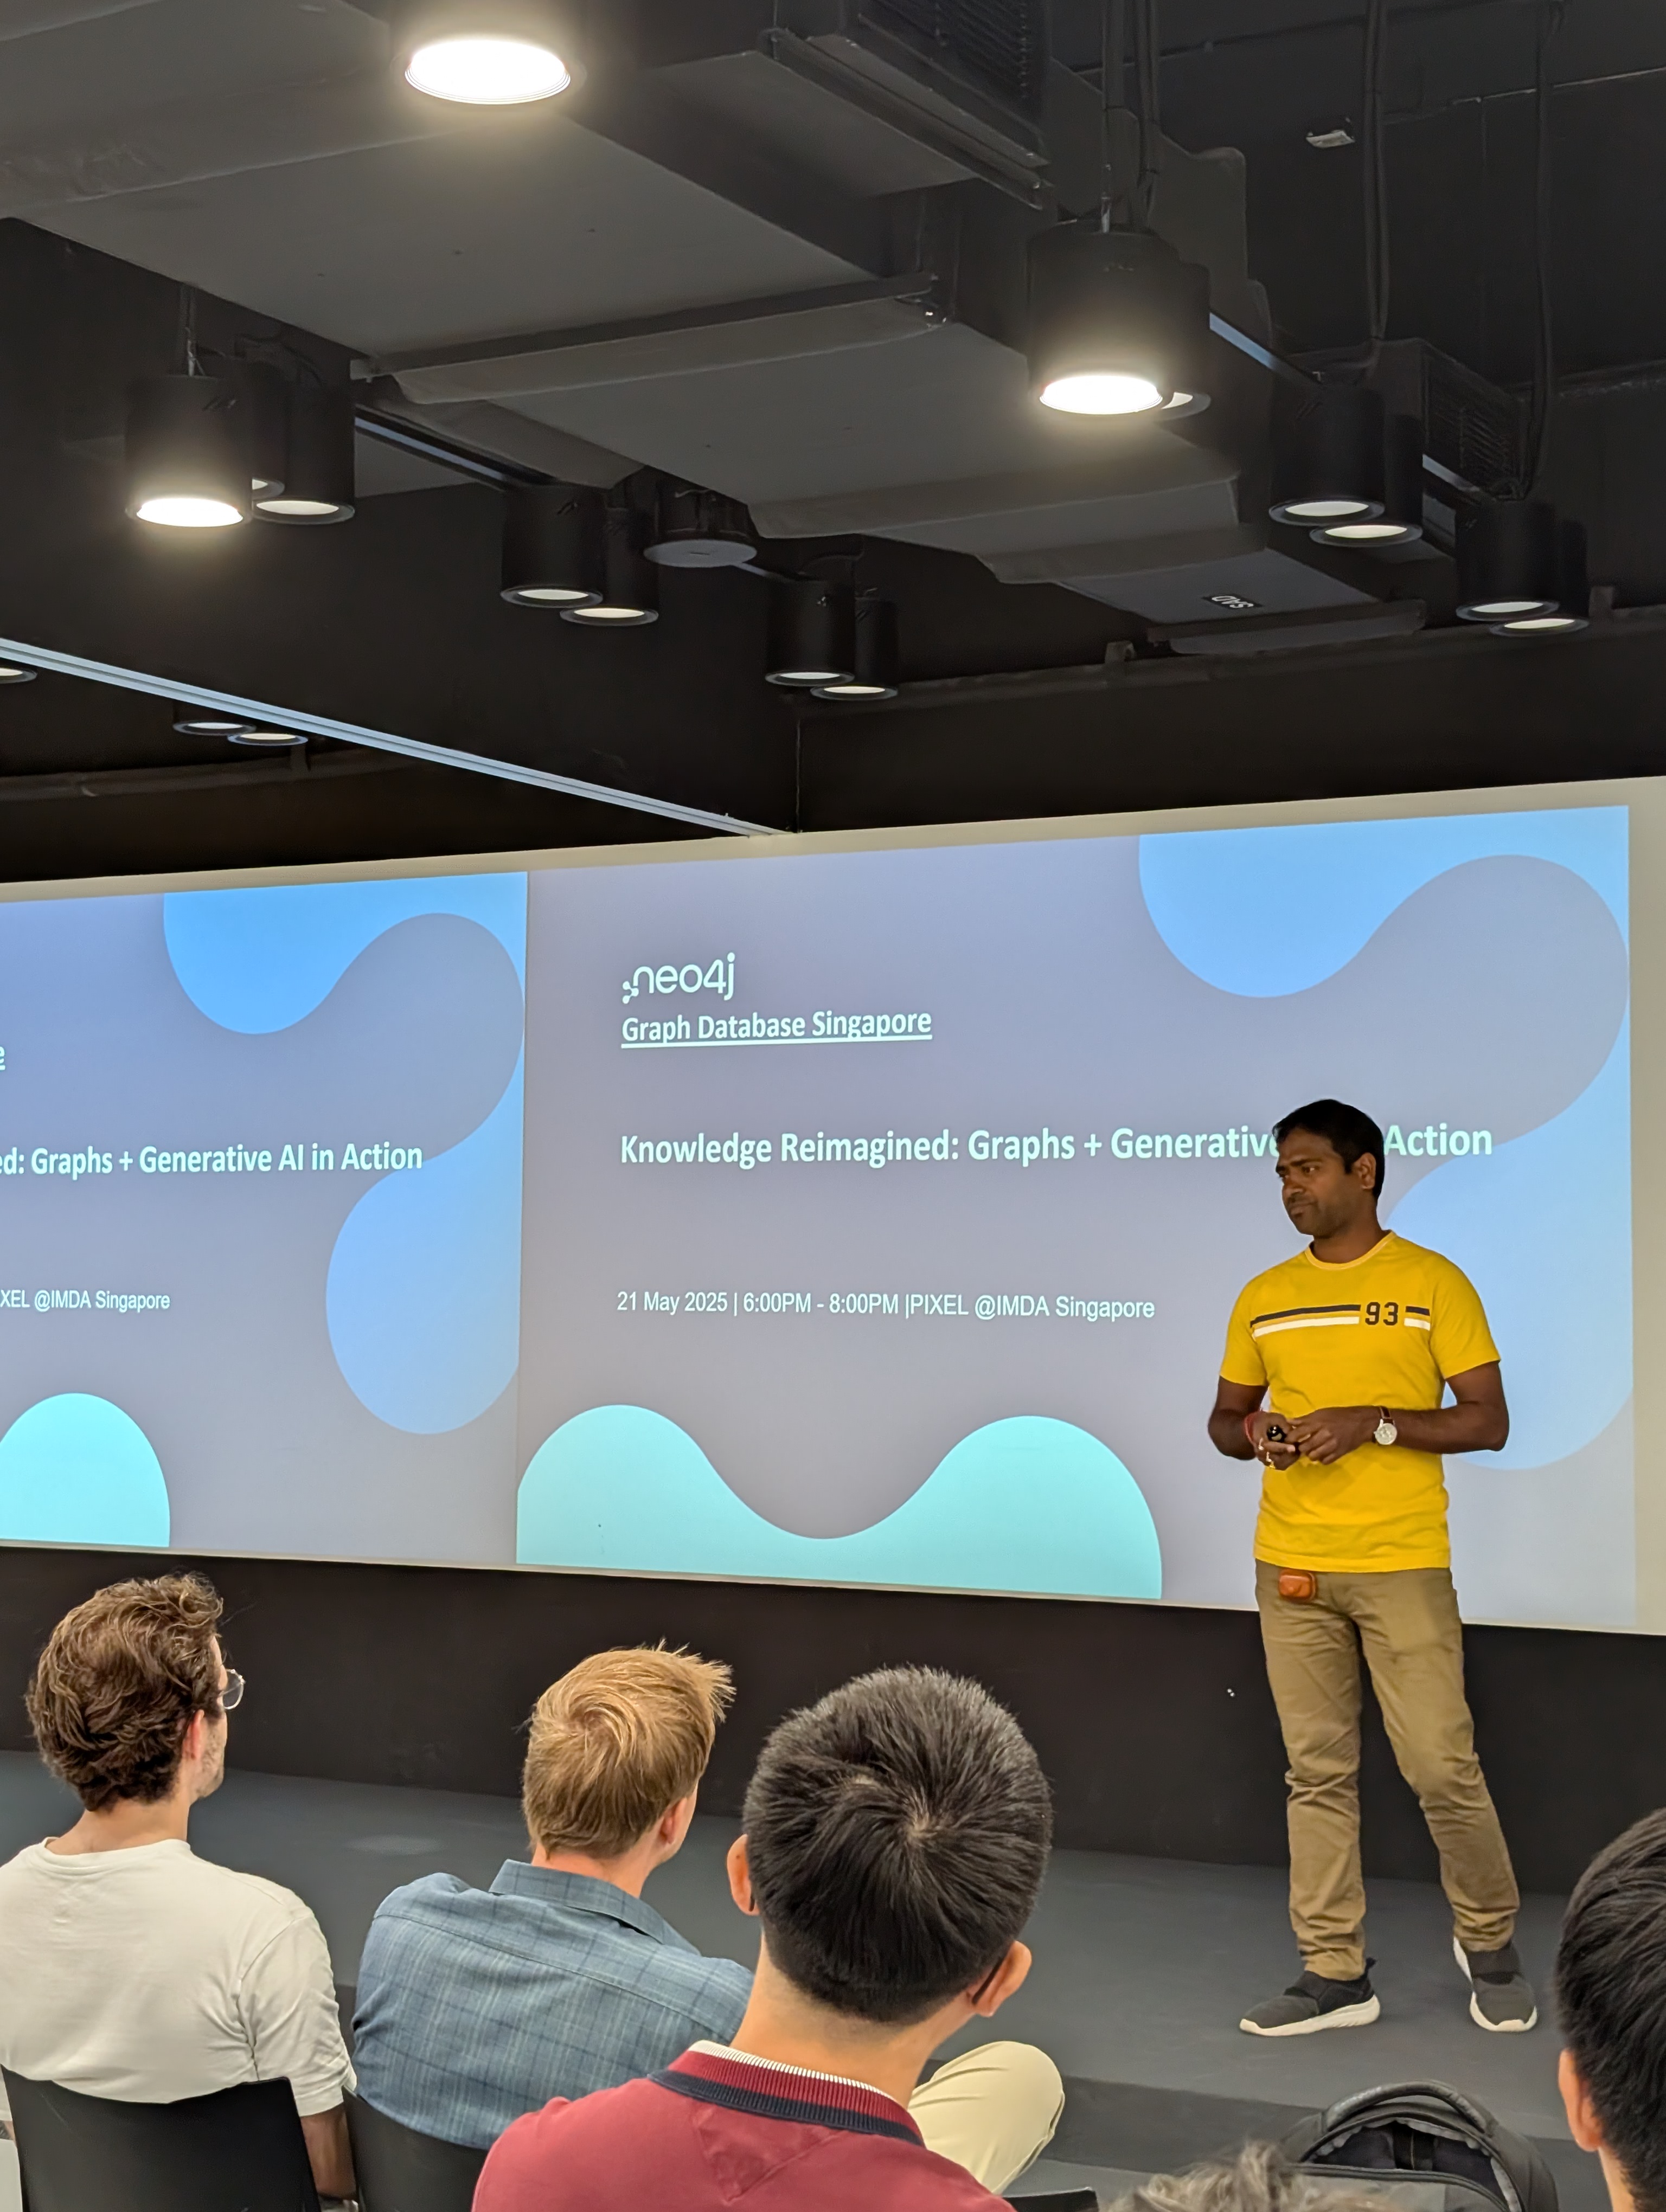 neo4j
Graph Database Singapore
Knowledge Reimagined: Graphs + Generative Action
21 May 2025 | 6:00PM - 8:00PM |PIXEL @IMDA Singapore
e
ed: Graphs + Generative AI in Action
XEL @IMDA Singapore
93